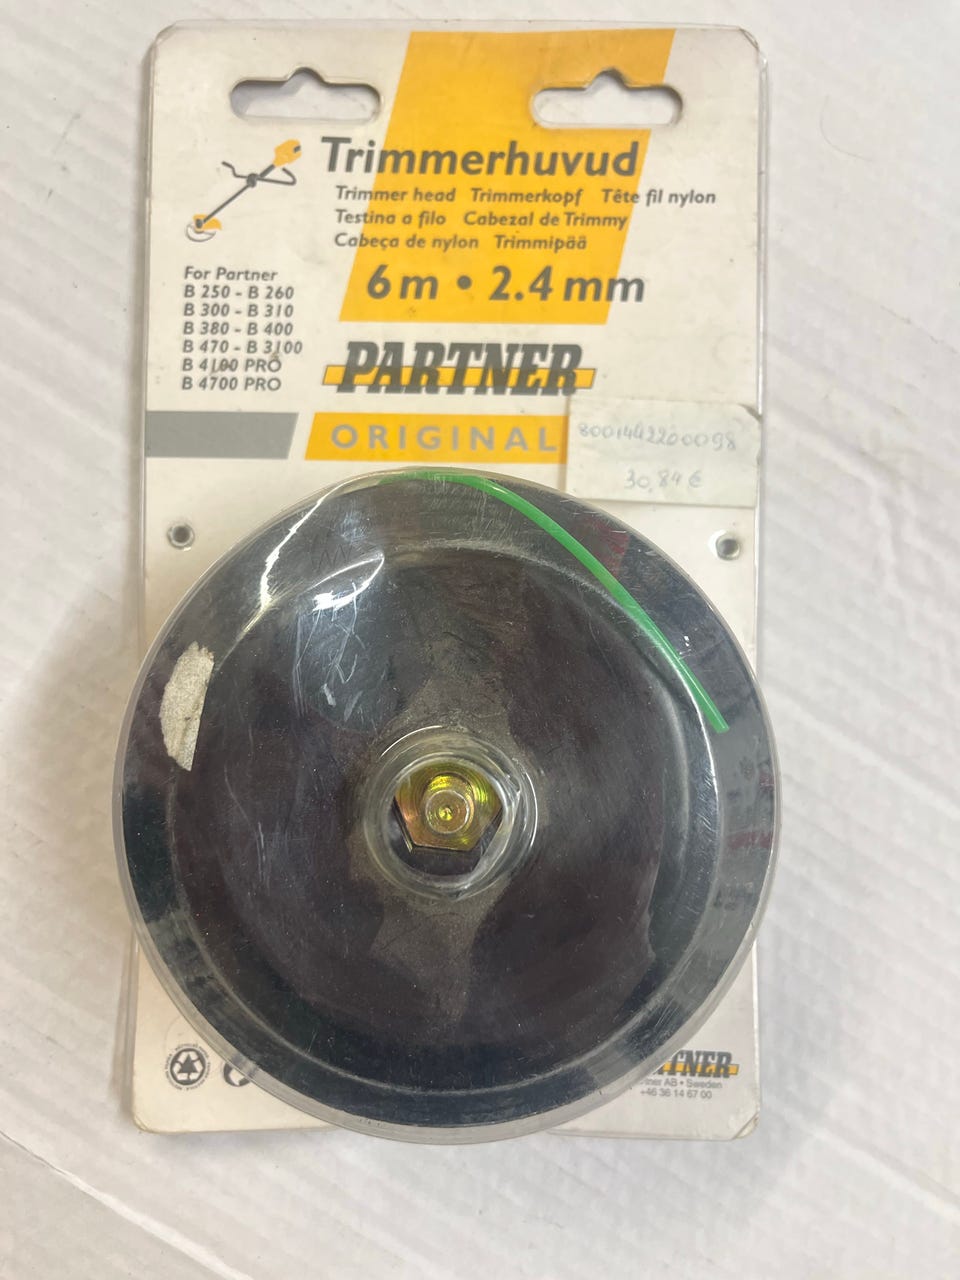 Trimmerhuvud
Trimmer head Trimmerkopf Tête fil nylon
Testina a filo Cabezal de Trimmy
Cabeça de nylon Trimmipää
6 m • 2.4 mm
For Partner
B 250 - B 260
B 300 - B 310
B 380 - B 400
B 470 - B 3100
B 4100 PRO
B 4700 PRO
PARTNER
ORIGINAL
8001442200098
30,84 €
TNER
AB • Sweden
+46 36 14 67 00